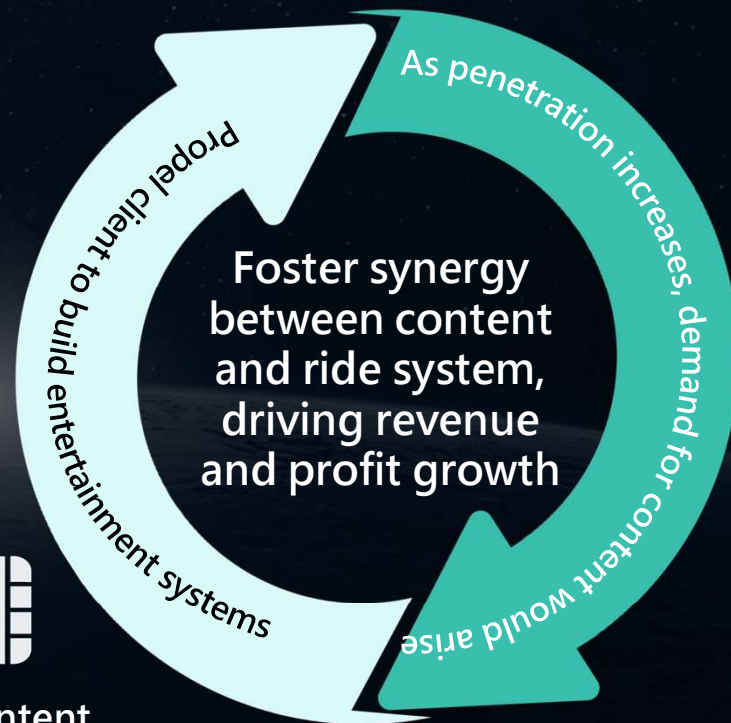 As penetration increases, demand for content would arise
Propel client to build entertainment systems
Foster synergy
between content
and ride system,
driving revenue
and profit growth